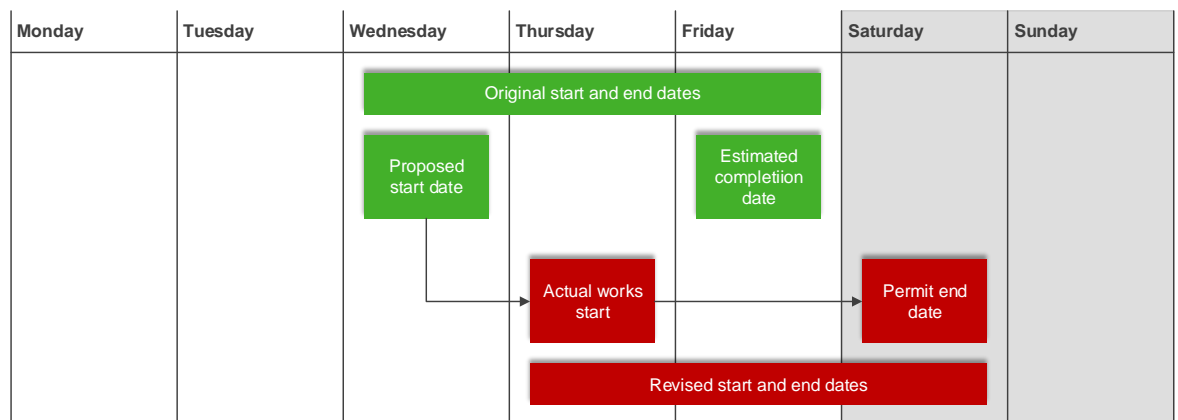 Monday Tuesday Wednesday Thursday Friday Saturday Sunday
Original start and end dates
Proposed
start date
Estimated
completiion
date
Actual works
start
Permit end
date
Revised start and end dates